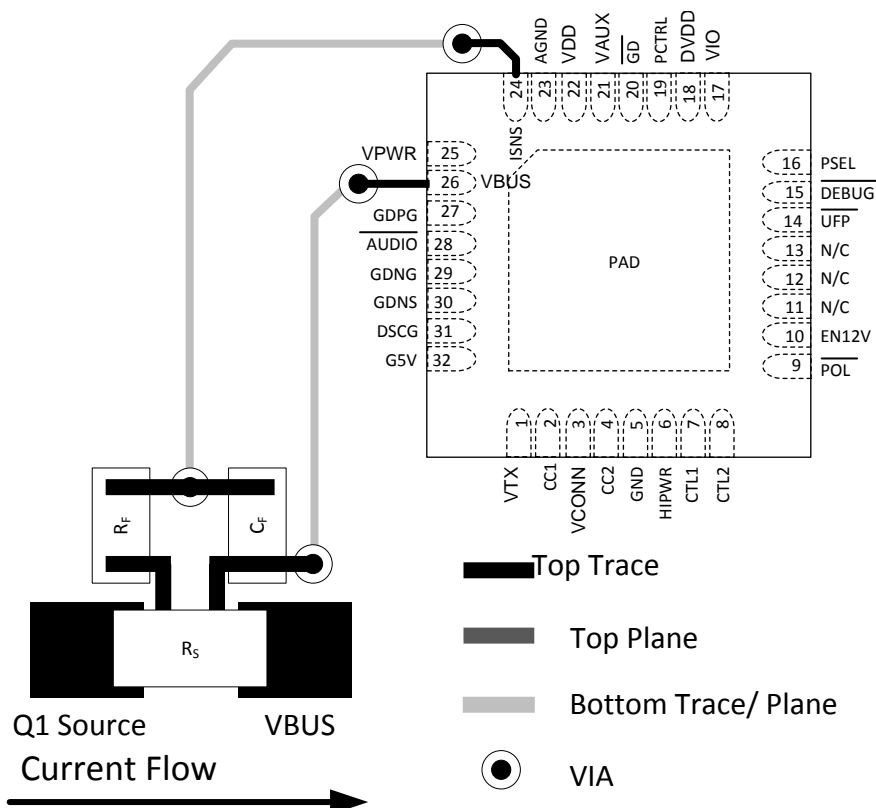 AGND
VDD
VAUX
GD
PCTRL
DVDD
VIO
24
23
22
21
20
19
18
17
ISNS
VPWR 25
26 VBUS
GDPG 27
AUDIO 28
GDNG 29
GDNS 30
DSCG 31
G5V 32
PAD
16 PSEL
15 DEBUG
14 UFP
13 N/C
12 N/C
11 N/C
10 EN12V
9 POL
1
2
3
4
5
6
7
8
VTX
CC1
VCONN
CC2
GND
HIPWR
CTL1
CTL2
RF
CF
RS
Q1 Source
VBUS
Current Flow
Top Trace
Top Plane
Bottom Trace/ Plane
VIA